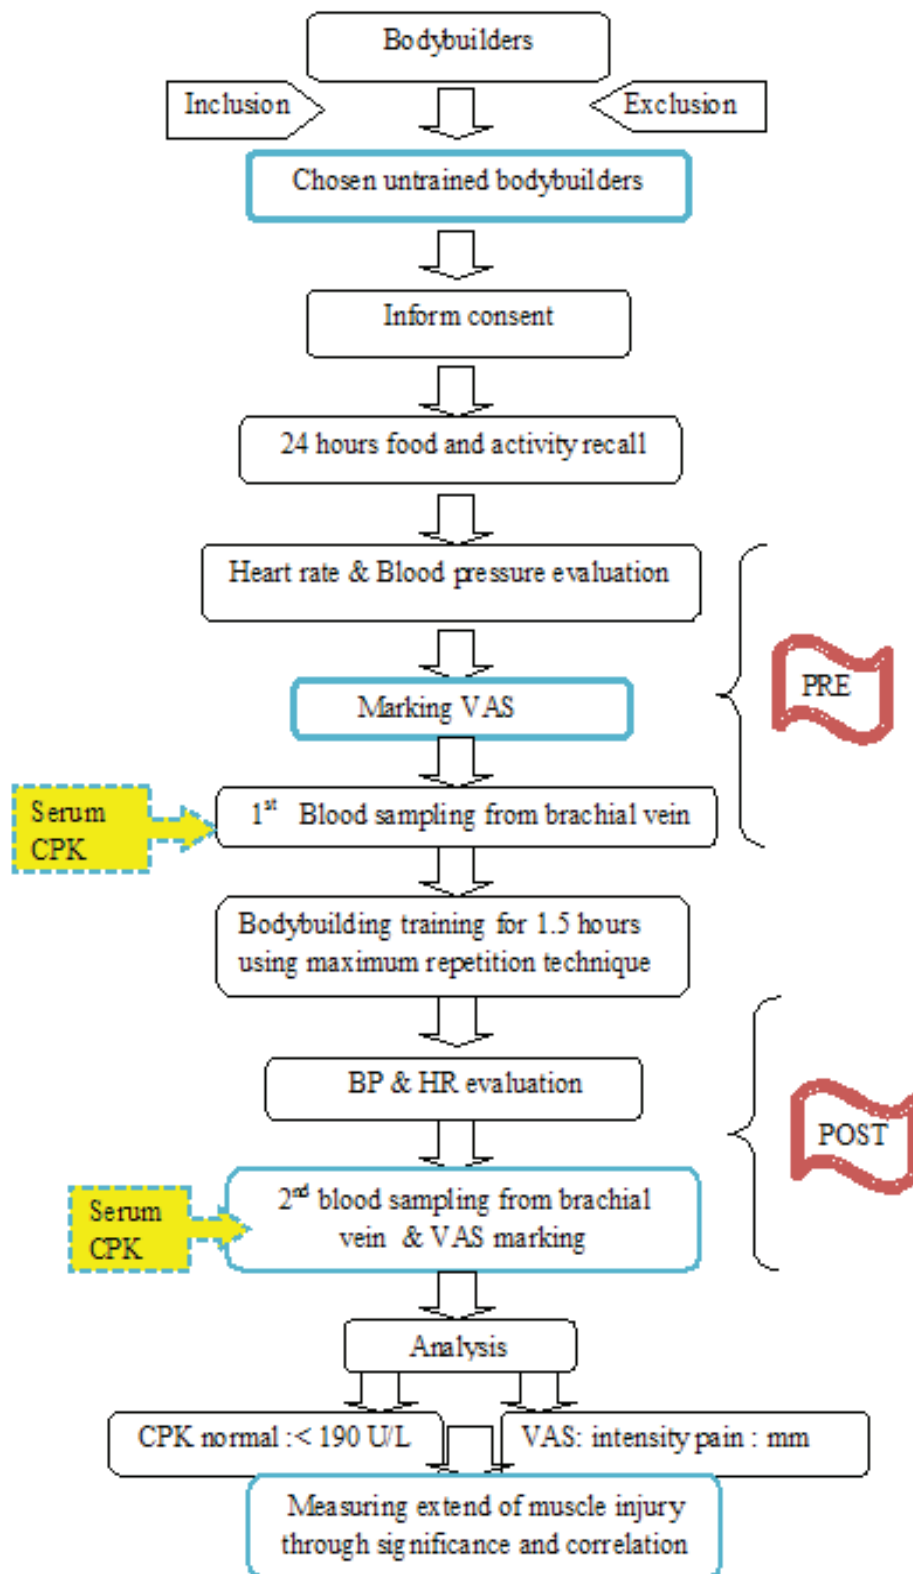 Bodybuilders
Inclusion
Exclusion
Chosen untrained bodybuilders
Inform consent
24 hours food and activity recall
Heart rate & Blood pressure evaluation
PRE
Marking VAS
Serum
CPK
1st Blood sampling from brachial vein
Bodybuilding training for 1.5 hours
using maximum repetition technique
BP & HR evaluation
POST
Serum
CPK
2nd blood sampling from brachial
vein & VAS marking
Analysis
CPK normal :< 190 U/L
VAS: intensity pain : mm
Measuring extend of muscle injury
through significance and correlation